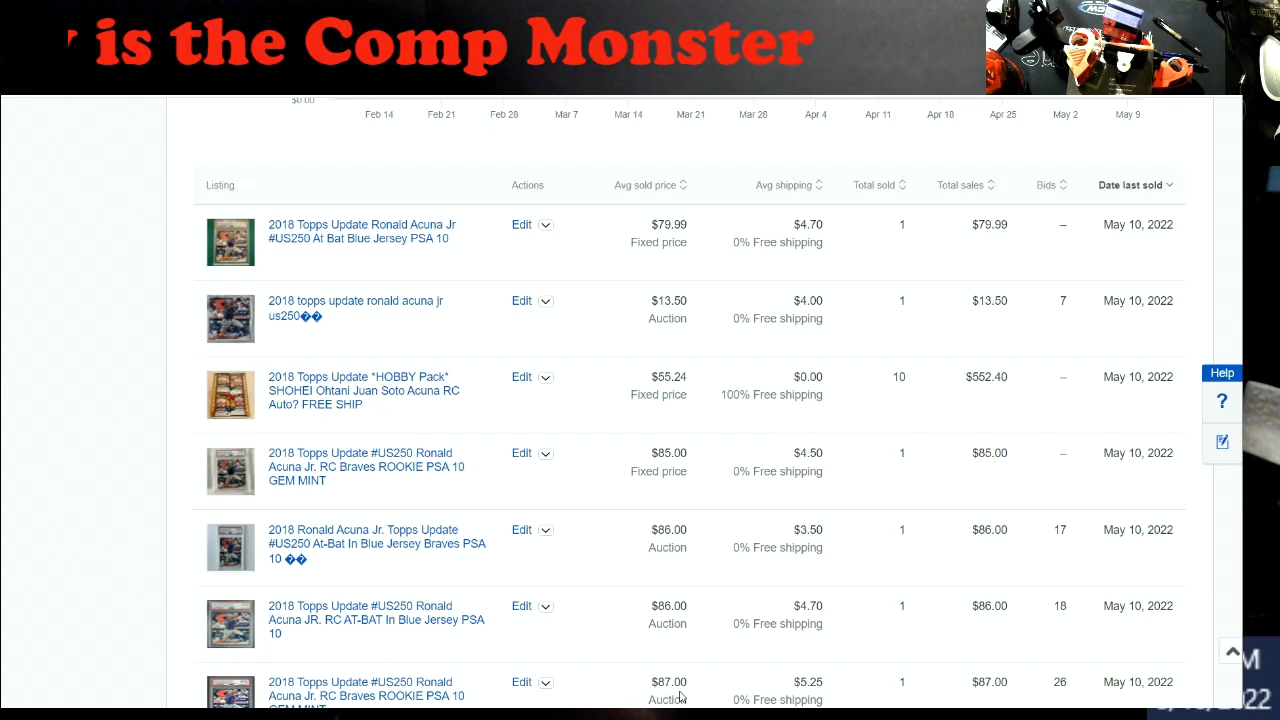 is the Comp Monster
$0.00
Feb 14 Feb 21 Feb 28 Mar 7 Mar 14 Mar 21 Mar 28 Apr 4 Apr 11 Apr 18 Apr 25 May 2 May 9
Listing Actions Avg sold price Avg shipping Total sold Total sales Bids Date last sold
2018 Topps Update Ronald Acuna Jr Edit $79.99 $4.70 1 $79.99 – May 10, 2022
#US250 At Bat Blue Jersey PSA 10 Fixed price 0% Free shipping
2018 topps update ronald acuna jr Edit $13.50 $4.00 1 $13.50 7 May 10, 2022
us250�� Auction 0% Free shipping
2018 Topps Update *HOBBY Pack* Edit $55.24 $0.00 10 $552.40 – May 10, 2022
SHOHEI Ohtani Juan Soto Acuna RC Fixed price 100% Free shipping
Auto? FREE SHIP
2018 Topps Update #US250 Ronald Edit $85.00 $4.50 1 $85.00 – May 10, 2022
Acuna Jr. RC Braves ROOKIE PSA 10 Fixed price 0% Free shipping
GEM MINT
2018 Ronald Acuna Jr. Topps Update Edit $86.00 $3.50 1 $86.00 17 May 10, 2022
#US250 At-Bat In Blue Jersey Braves PSA Auction 0% Free shipping
10 ��
2018 Topps Update #US250 Ronald Edit $86.00 $4.70 1 $86.00 18 May 10, 2022
Acuna JR. RC AT-BAT In Blue Jersey PSA Auction 0% Free shipping
10
2018 Topps Update #US250 Ronald Edit $87.00 $5.25 1 $87.00 26 May 10, 2022
Acuna Jr. RC Braves ROOKIE PSA 10 Auction 0% Free shipping
GEM MINT
Help
?
M
2022